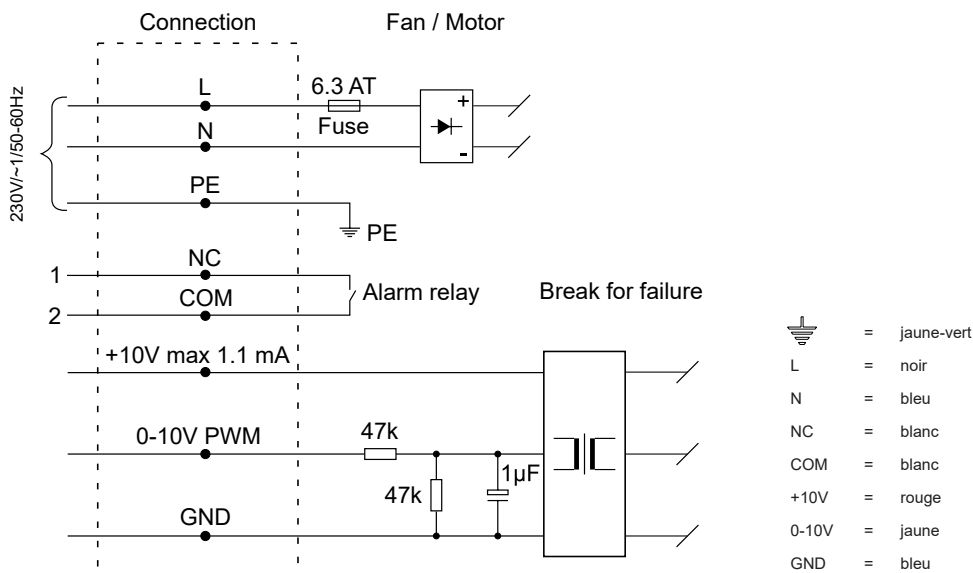 Connection
Fan / Motor
230V/~1/50-60Hz
L
6.3 AT
Fuse
+
-
N
PE
PE
1
NC
2
COM
Alarm relay
Break for failure
+10V max 1.1 mA
0-10V PWM
47k
47k
1µF
GND
= jaune-vert
L = noir
N = bleu
NC = blanc
COM = blanc
+10V = rouge
0-10V = jaune
GND = bleu